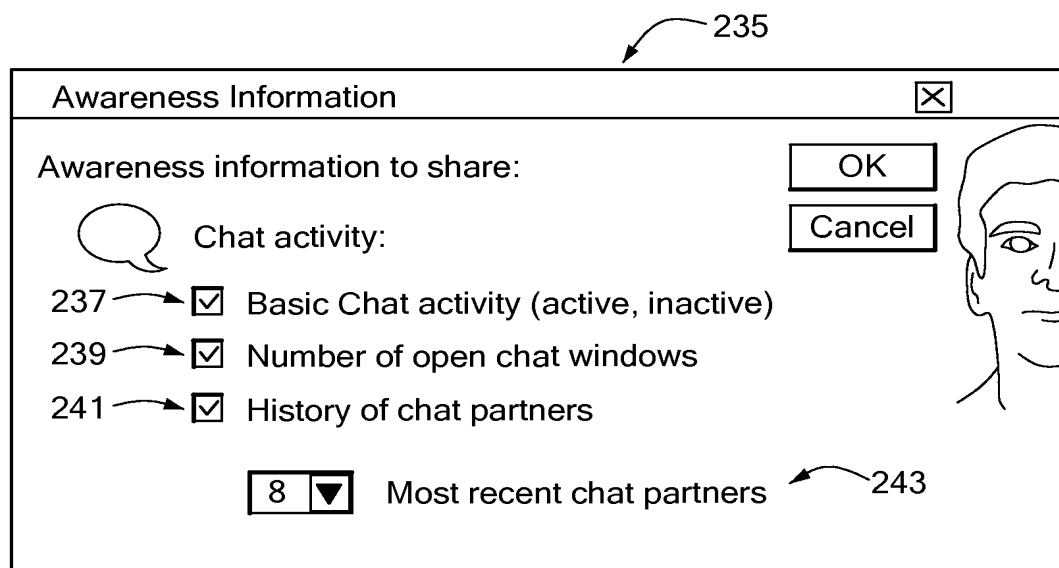 235
Awareness Information
Awareness information to share:
OK
Chat activity:
Cancel
237 Basic Chat activity (active, inactive)
239 Number of open chat windows
241 History of chat partners
8 Most recent chat partners 243